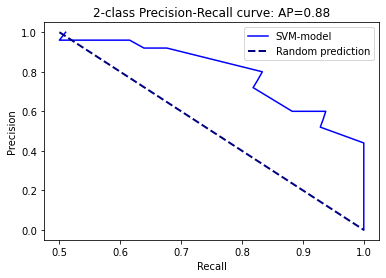 2-class Precision-Recall curve: AP=0.88
SVM-model
Random prediction
Precision
1.0
0.8
0.6
0.4
0.2
0.0
0.5 0.6 0.7 0.8 0.9 1.0
Recall